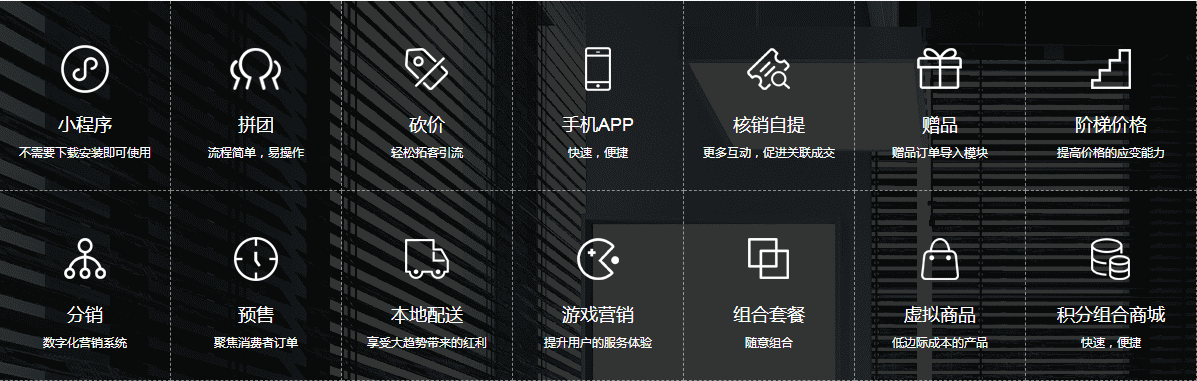 小程序
不需要下载安装即可使用
拼团
流程简单，易操作
砍价
轻松拓客引流
手机APP
快速，便捷
核销自提
更多互动，促进关联成交
赠品
赠品订单导入模块
阶梯价格
提高价格的应变能力
分销
数字化营销系统
预售
聚焦消费者订单
本地配送
享受大趋势带来的红利
游戏营销
提升用户的服务体验
组合套餐
随意组合
虚拟商品
低边际成本的产品
积分组合商城
快速，便捷